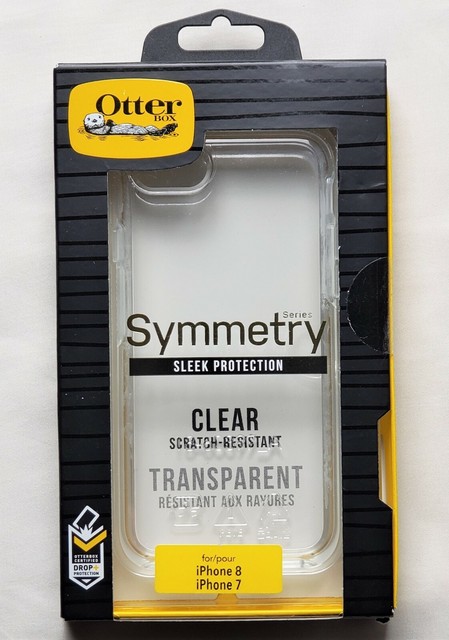 Otter
BOX
Series
Symmetry
SLEEK PROTECTION
CLEAR
SCRATCH-RESISTANT
TRANSPARENT
RÉSISTANT AUX RAYURES
OTTERBOX
CERTIFIED
DROP+
PROTECTION
for/pour
iPhone 8
iPhone 7